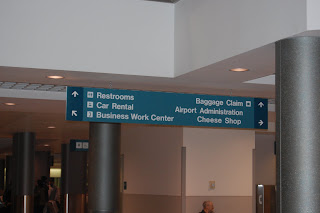 Restrooms
Car Rental
Business Work Center
Baggage Claim
Airport Administration
Cheese Shop